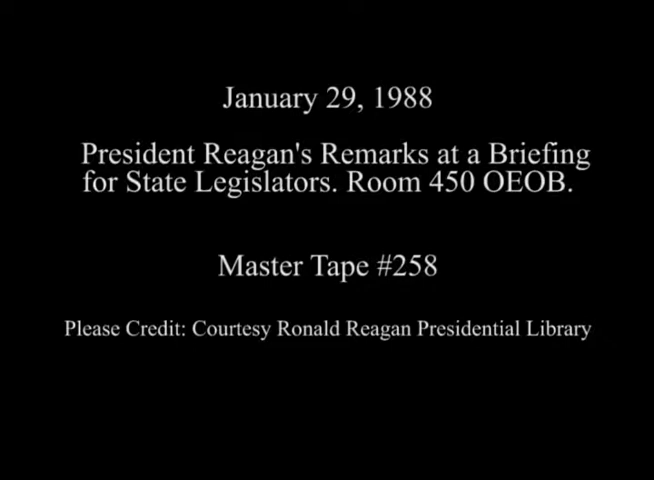 January 29, 1988
President Reagan's Remarks at a Briefing
for State Legislators. Room 450 OEOB.
Master Tape #258
Please Credit: Courtesy Ronald Reagan Presidential Library